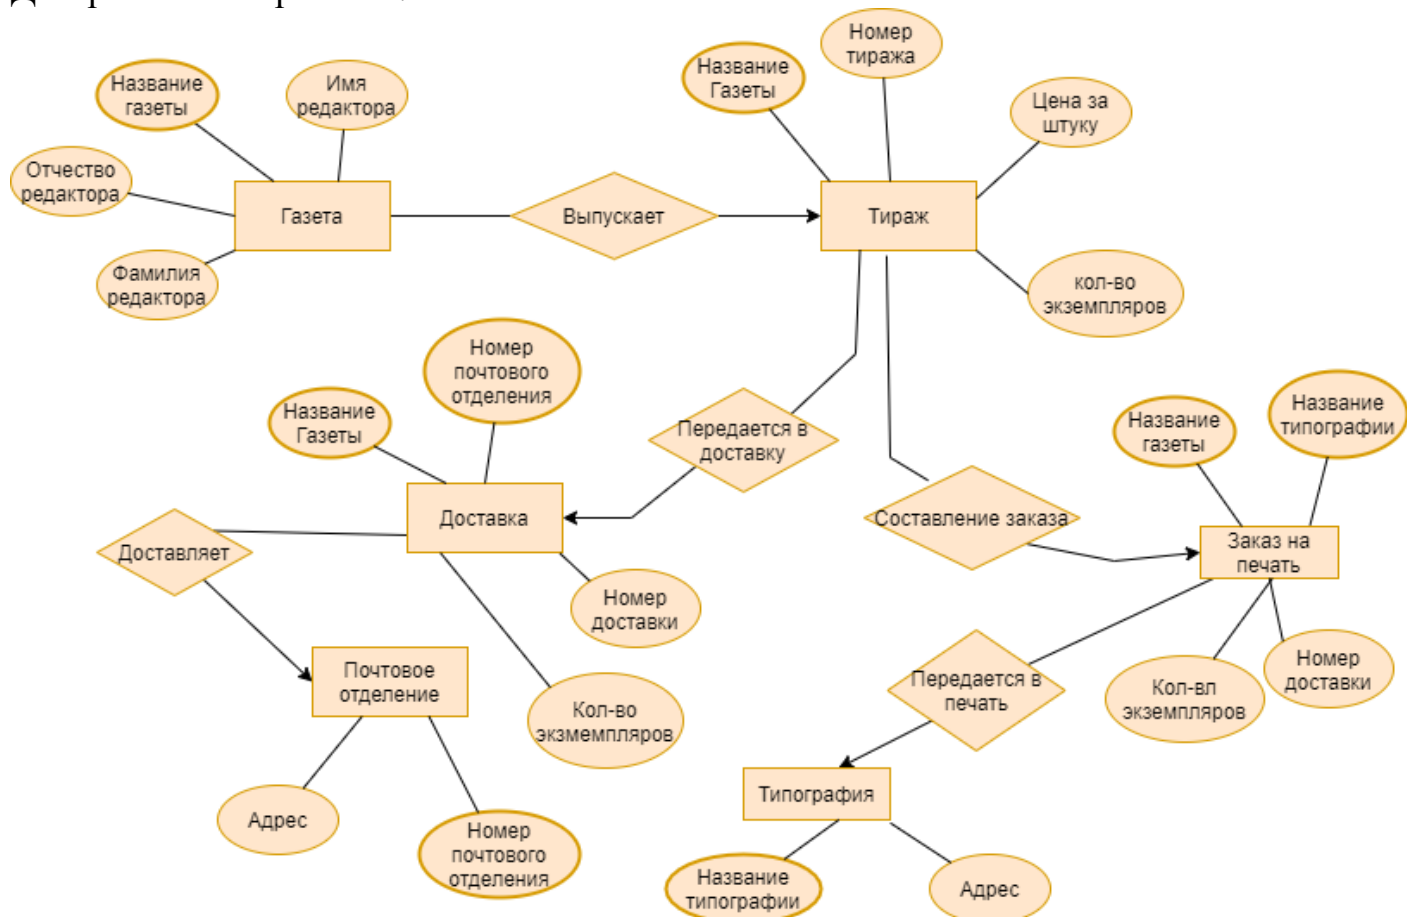 Номер
тиража
Название
Газеты
Название
газеты
Имя
редактора
Цена за
штуку
Отчество
редактора
Газета
Выпускает
Тираж
Фамилия
редактора
кол-во
экземпляров
Номер
почтового
отделения
Название
Газеты
Название
типографии
Название
газеты
Передается в
доставку
Доставка
Составление заказа
Доставляет
Заказ на
печать
Номер
доставки
Почтовое
отделение
Передается в
печать
Номер
доставки
Кол-вл
экземпляров
Кол-во
экзмемпляров
Типография
Адрес
Номер
почтового
отделения
Название
типографии
Адрес